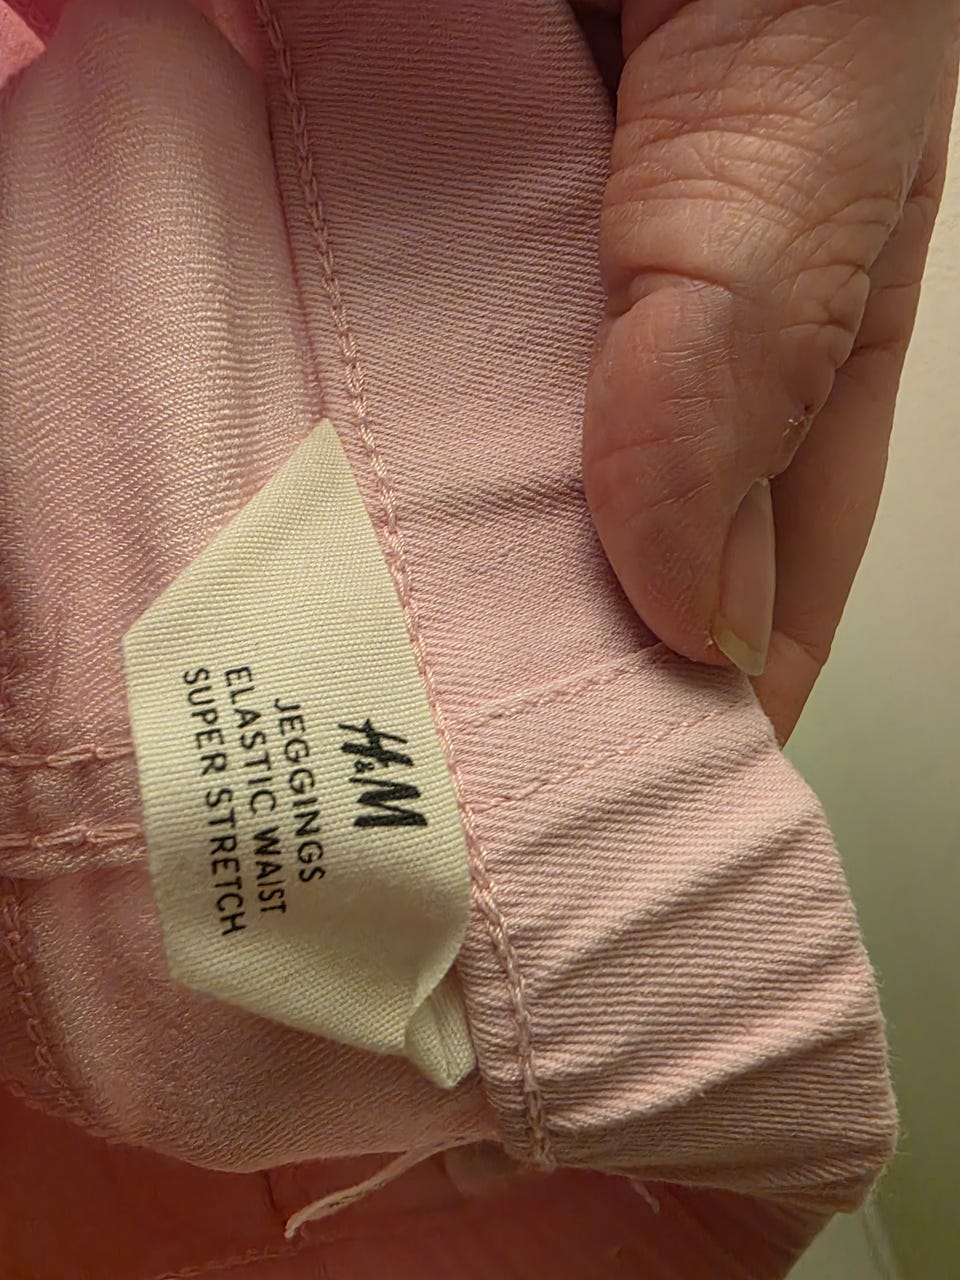 H&M
JEGGINGS
ELASTIC WAIST
SUPER STRETCH